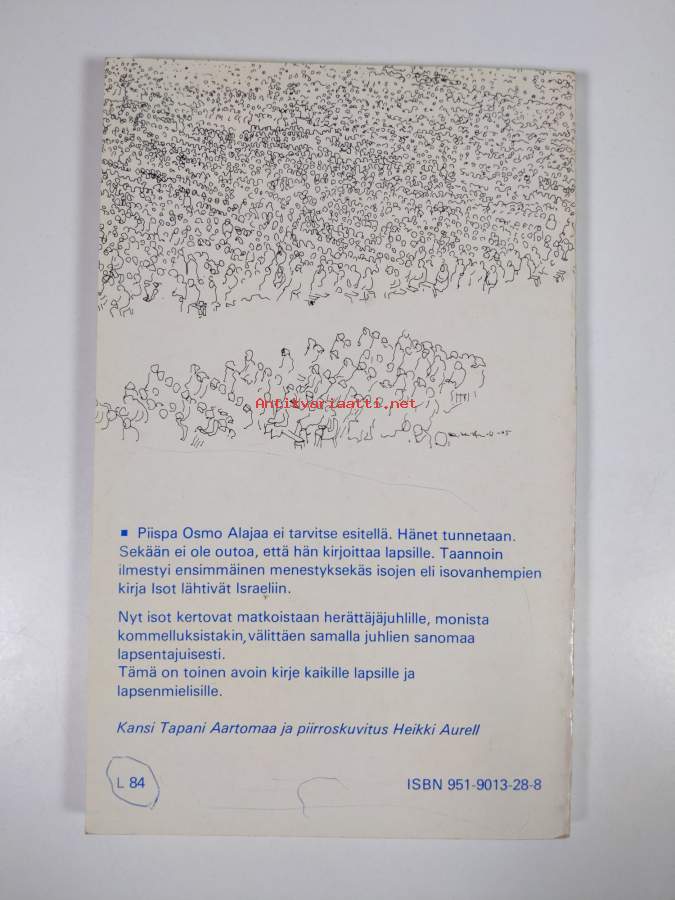 Antikvariaatti.net
▪ Piispa Osmo Alajaa ei tarvitse esitellä. Hänet tunnetaan.
Sekään ei ole outoa, että hän kirjoittaa lapsille. Taannoin
ilmestyi ensimmäinen menestyksekäs isojen eli isovanhempien
kirja Isot lähtivät Israeliin.
Nyt isot kertovat matkoistaan herättäjäjuhlille, monista
kommelluksistakin, välittäen samalla juhlien sanomaa
lapsentajuisesti.
Tämä on toinen avoin kirje kaikille lapsille ja
lapsenmielisille.
Kansi Tapani Aartomaa ja piirroskuvitus Heikki Aurell
L 84
ISBN 951-9013-28-8